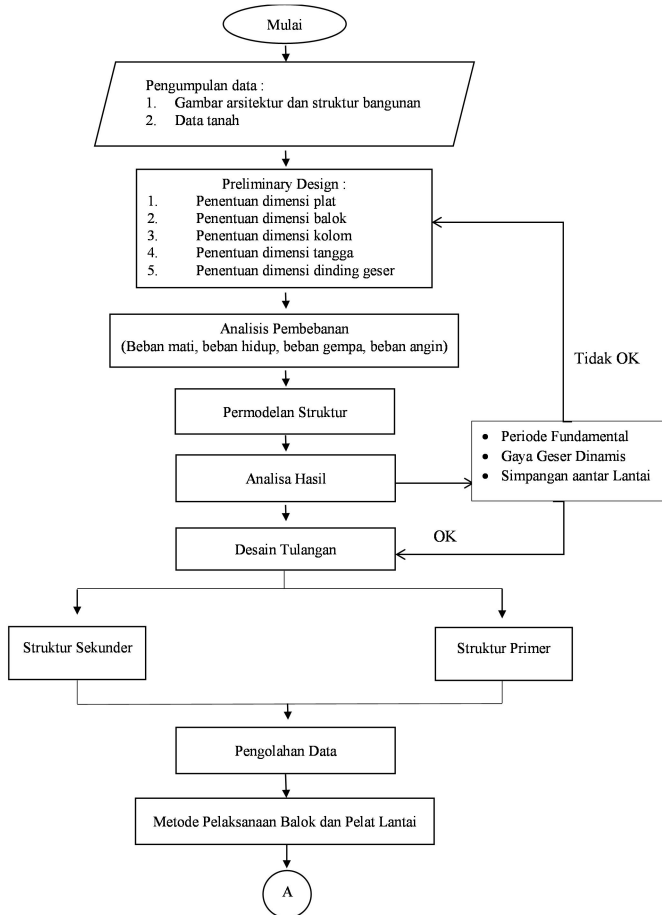 Mulai
Pengumpulan data :
1. Gambar arsitektur dan struktur bangunan
2. Data tanah
Preliminary Design :
1. Penentuan dimensi plat
2. Penentuan dimensi balok
3. Penentuan dimensi kolom
4. Penentuan dimensi tangga
5. Penentuan dimensi dinding geser
Analisis Pembebanan
(Beban mati, beban hidup, beban gempa, beban angin)
Tidak OK
Permodelan Struktur
• Periode Fundamental
• Gaya Geser Dinamis
• Simpangan aantar Lantai
Analisa Hasil
OK
Desain Tulangan
Struktur Sekunder
Struktur Primer
Pengolahan Data
Metode Pelaksanaan Balok dan Pelat Lantai
A